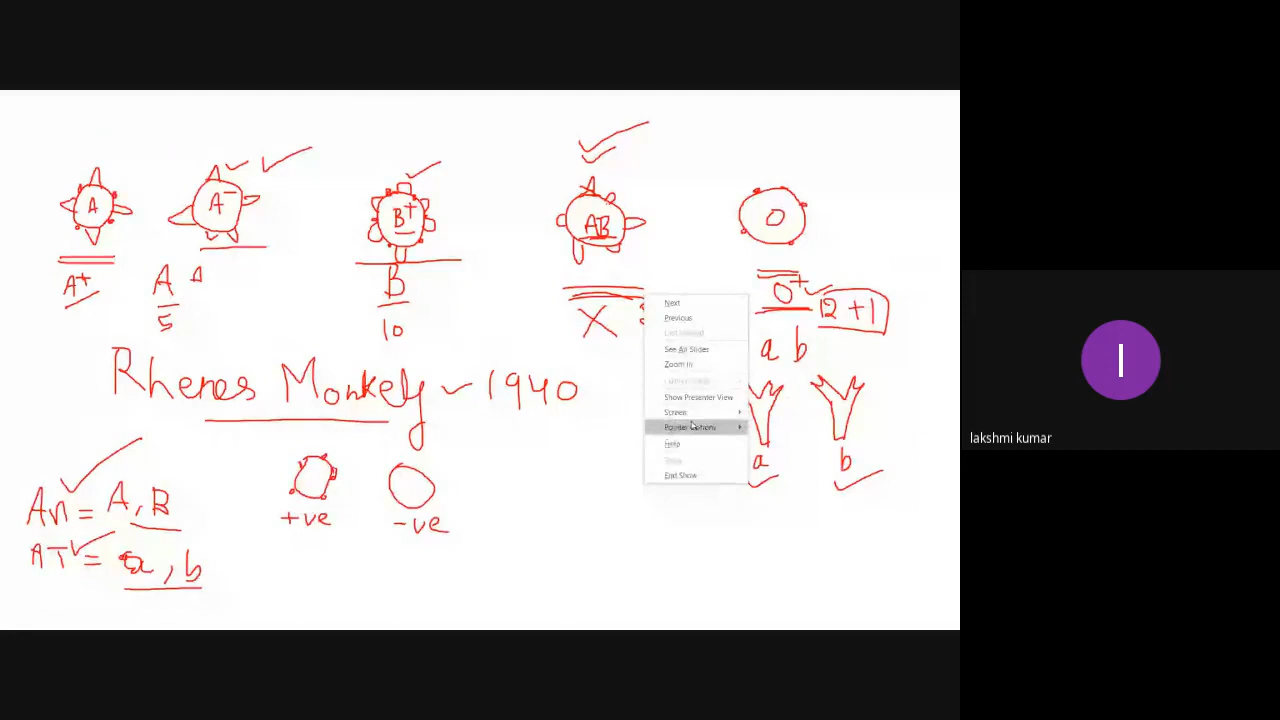 A A⁻ B⁺ A
AB O
A+ A A B X O+ 12 +1
5 10 a b
Rheres Monkey ~ 1940
An = A, B
+ve -ve
AT = a, b
a b
Next
Previous
See All Slides
Zoom In
Show Presenter View
Screen
Pointer Options
Help
End Show
l
lakshmi kumar